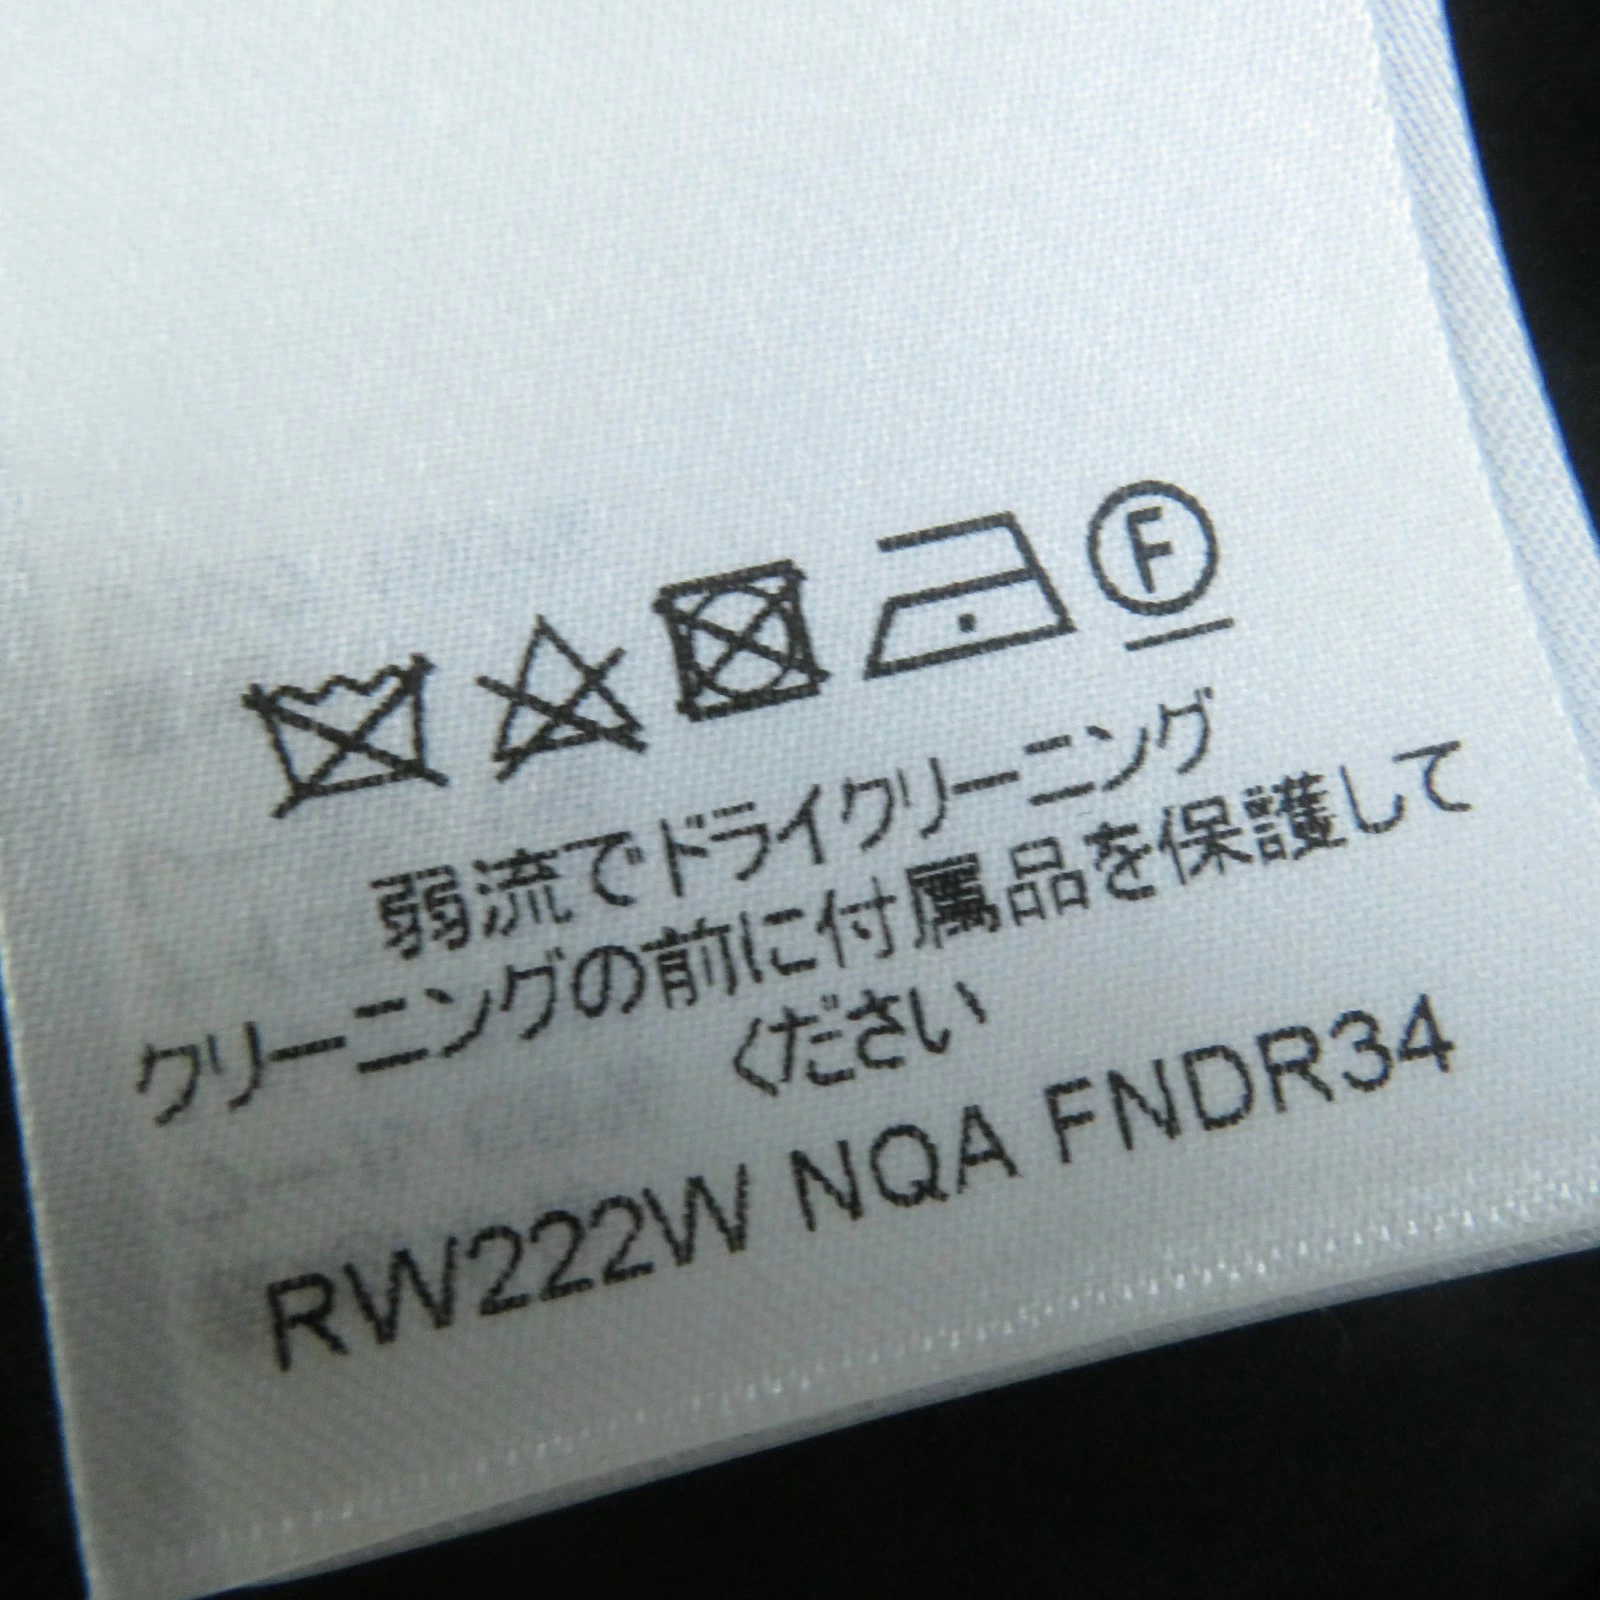 F
弱流でドライクリーニング
クリーニングの前に付属品を保護して
ください
RW222W NQA FNDR34